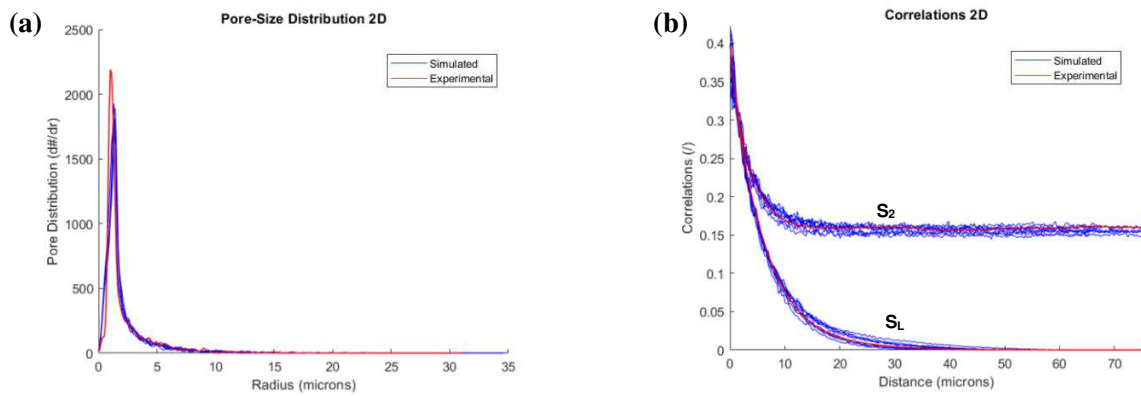 (a)
Pore-Size Distribution 2D
Pore Distribution (d#/dr)
2500
2000
1500
1000
500
0
0 5 10 15 20 25 30 35
Radius (microns)
Simulated
Experimental
(b)
Correlations 2D
Correlations (/)
0.4
0.35
0.3
0.25
0.2
0.15
0.1
0.05
0
0 10 20 30 40 50 60 70
Distance (microns)
Simulated
Experimental
S2
SL